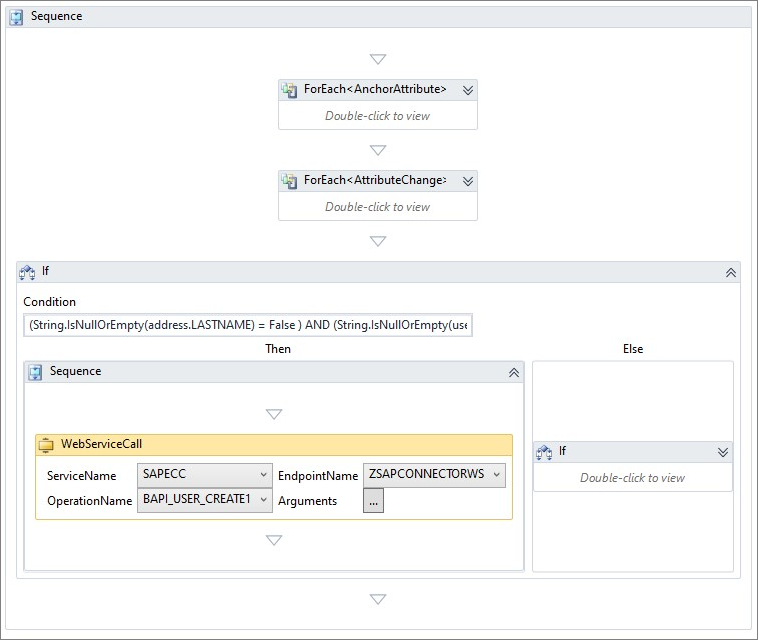 Sequence
ForEach<AnchorAttribute>
Double-click to view
ForEach<AttributeChange>
Double-click to view
If
Condition
(String.IsNullOrEmpty(address.LASTNAME) = False ) AND (String.IsNullOrEmpty(use
Then
Else
Sequence
WebServiceCall
ServiceName SAPECC EndpointName ZSAPCONNECTORWS
OperationName BAPI_USER_CREATE1 Arguments ...
If
Double-click to view